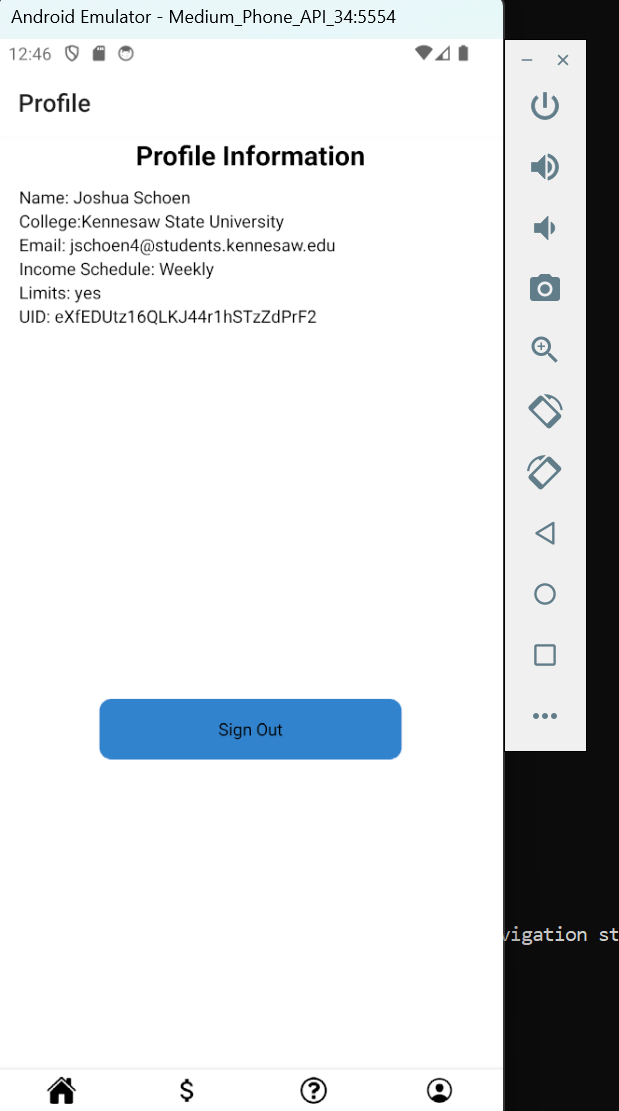 Android Emulator - Medium_Phone_API_34:5554
12:46
Profile
Profile Information
Name: Joshua Schoen
College:Kennesaw State University
Email: jschoen4@students.kennesaw.edu
Income Schedule: Weekly
Limits: yes
UID: eXfEDUtz16QLKJ44r1hSTzZdPrF2
Sign Out
vigation st
$
?